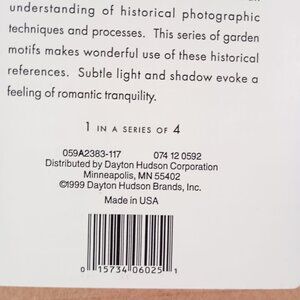 understanding of historical photographic
techniques and processes. This series of garden
motifs makes wonderful use of these historical
references. Subtle light and shadow evoke a
feeling of romantic tranquility.
1 IN A SERIES OF 4
059A2383-117 074 12 0592
Distributed by Dayton Hudson Corporation
Minneapolis, MN 55402
©1999 Dayton Hudson Brands, Inc.
Made in USA
0 15734 06025 1